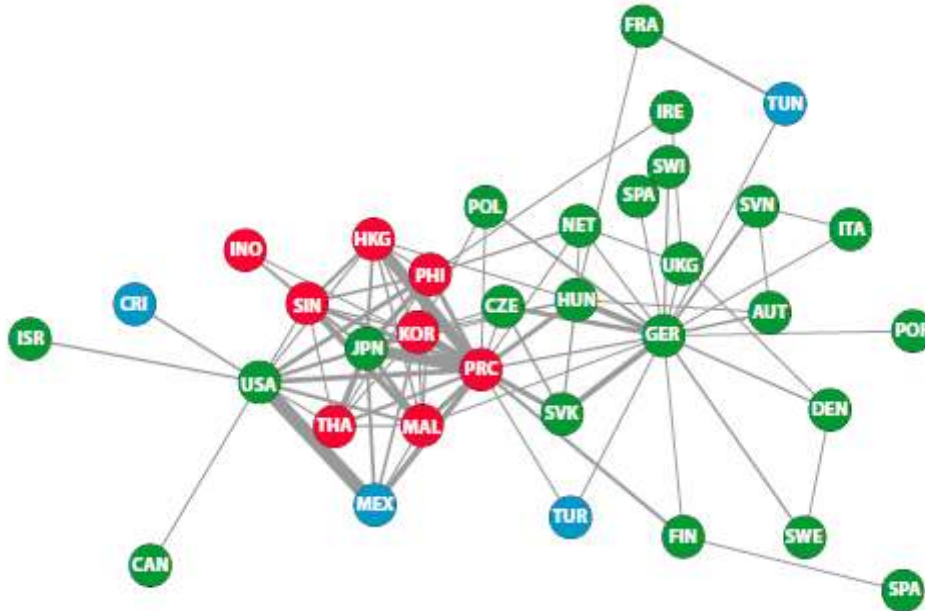 FRA
TUN
IRE
SWI
SPA
SVN
POL
NET
ITA
HKG
INO
UKG
PHI
CRI
SIN
CZE
HUN
AUT
ISR
KOR
GER
POR
JPN
PRC
USA
DEN
SVK
THA
MAL
MEX
TUR
FIN
SWE
CAN
SPA